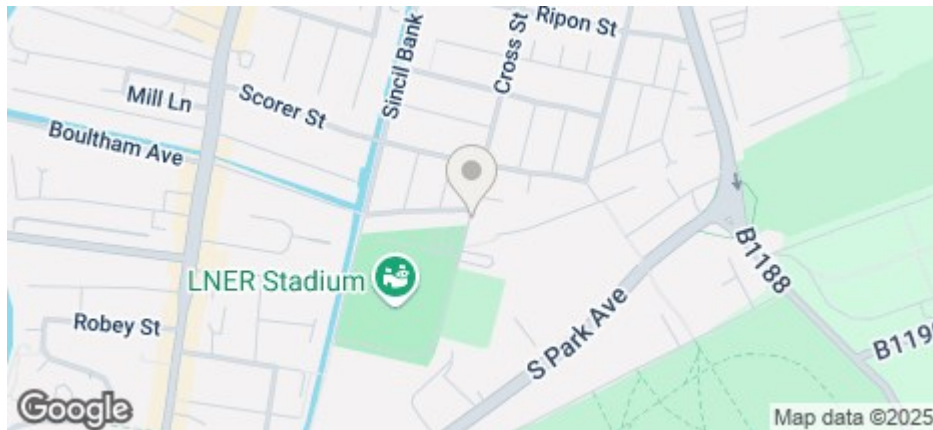 Ripon St
Cross St
Sincil Bank
Mill Ln
Scorer St
Boultham Ave
LNER Stadium
B1188
Robey St
S Park Ave
B119
Google
Map data ©2025